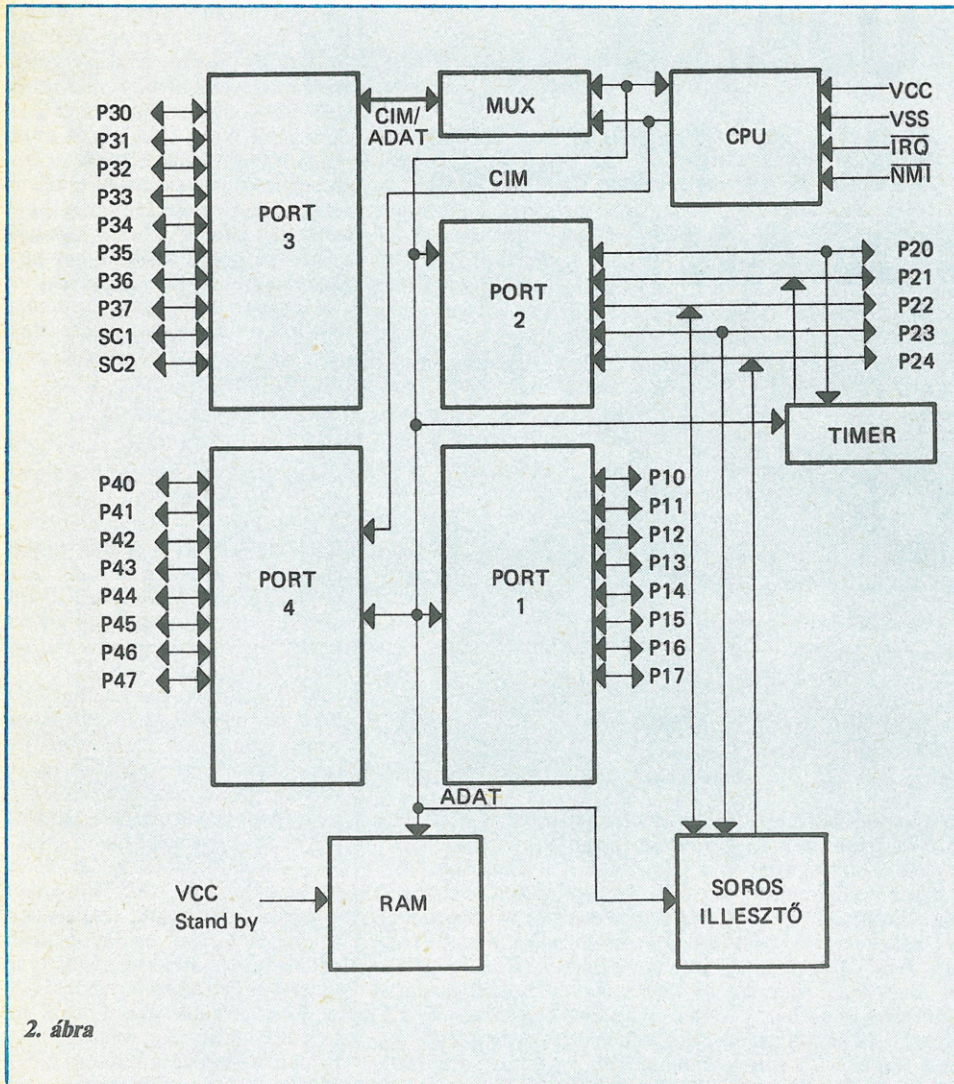 P30
P31
P32
P33
P34
P35
P36
P37
SC1
SC2
PORT
3
CIM/
ADAT
MUX
CPU
VCC
VSS
IRQ
NMI
CIM
PORT
2
P20
P21
P22
P23
P24
TIMER
P40
P41
P42
P43
P44
P45
P46
P47
PORT
4
PORT
1
P10
P11
P12
P13
P14
P15
P16
P17
ADAT
VCC
Stand by
RAM
SOROS
ILLESZTŐ
2. ábra